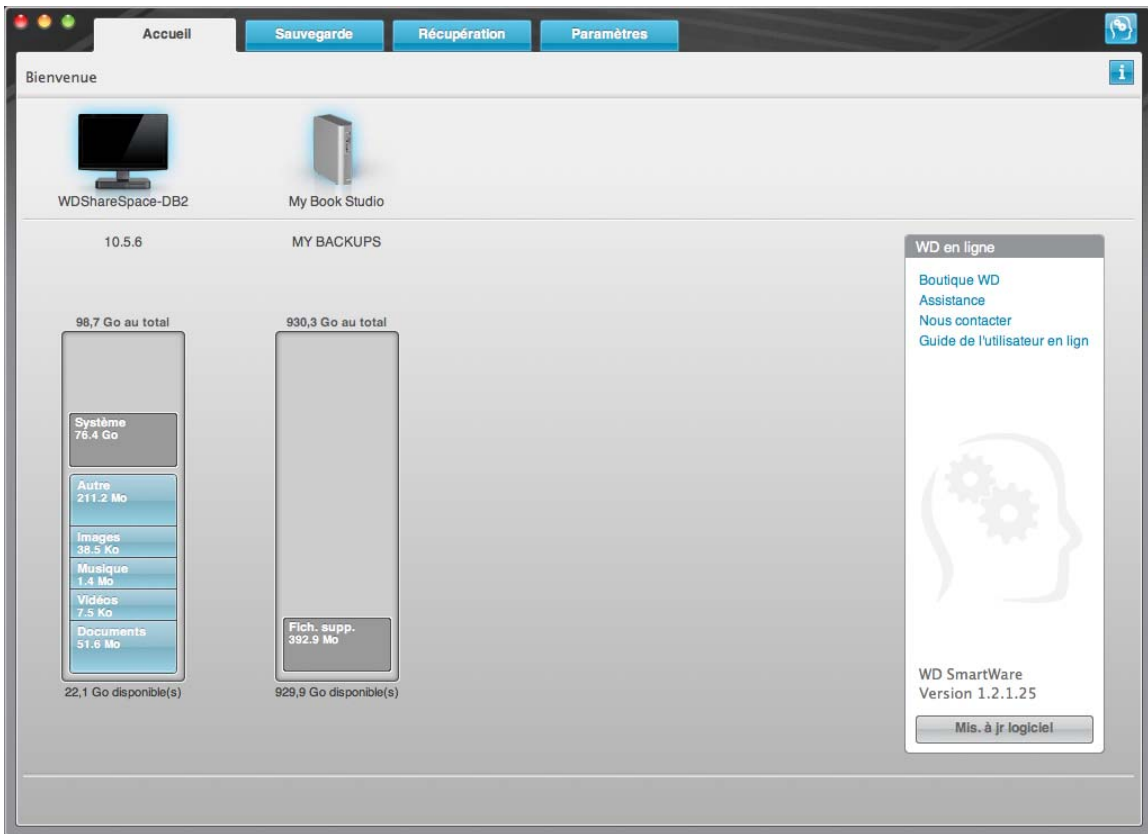 Accueil
Sauvegarde
Récupération
Paramètres
Bienvenue
WDShareSpace-DB2
My Book Studio
10.5.6
MY BACKUPS
98,7 Go au total
930,3 Go au total
Système
76.4 Go
Autre
211.2 Mo
Images
38.5 Ko
Musique
1.4 Mo
Vidéos
7.5 Ko
Documents
51.6 Mo
Fich. supp.
392.9 Mo
22,1 Go disponible(s)
929,9 Go disponible(s)
WD en ligne
Boutique WD
Assistance
Nous contacter
Guide de l'utilisateur en lign
WD SmartWare
Version 1.2.1.25
Mis. à jr logiciel